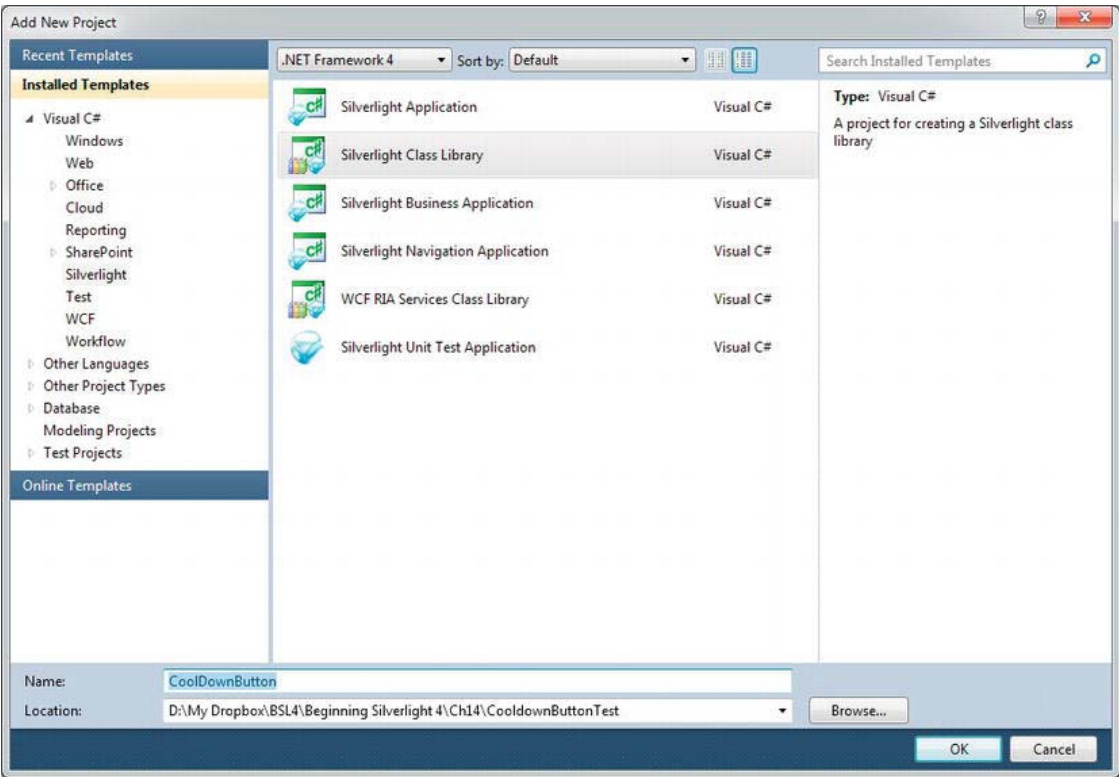 Add New Project
Recent Templates
Installed Templates
Visual C#
Windows
Web
Office
Cloud
Reporting
SharePoint
Silverlight
Test
WCF
Workflow
Other Languages
Other Project Types
Database
Modeling Projects
Test Projects
Online Templates
.NET Framework 4 Sort by: Default
Silverlight Application Visual C#
Silverlight Class Library Visual C#
Silverlight Business Application Visual C#
Silverlight Navigation Application Visual C#
WCF RIA Services Class Library Visual C#
Silverlight Unit Test Application Visual C#
Search Installed Templates
Type: Visual C#
A project for creating a Silverlight class
library
Name: CoolDownButton
Location: D:\My Dropbox\BSL4\Beginning Silverlight 4\Ch14\CooldownButtonTest Browse...
OK Cancel